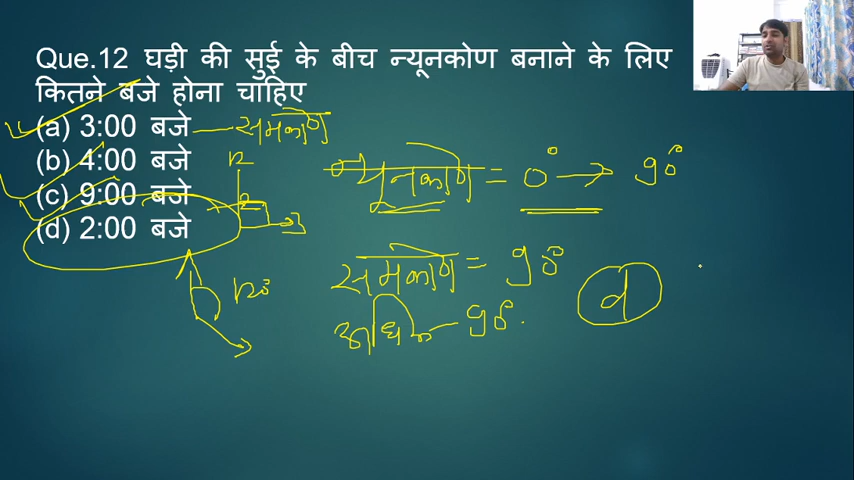 Que.12 घड़ी की सुई के बीच न्यूनकोण बनाने के लिए
कितने बजे होना चाहिए
(a) 3:00 बजे — समकोण
(b) 4:00 बजे
(c) 9:00 बजे
(d) 2:00 बजे
12
3
120°
न्यूनकोण = 0° → 90°
समकोण = 90°
अधिक — 90°
d